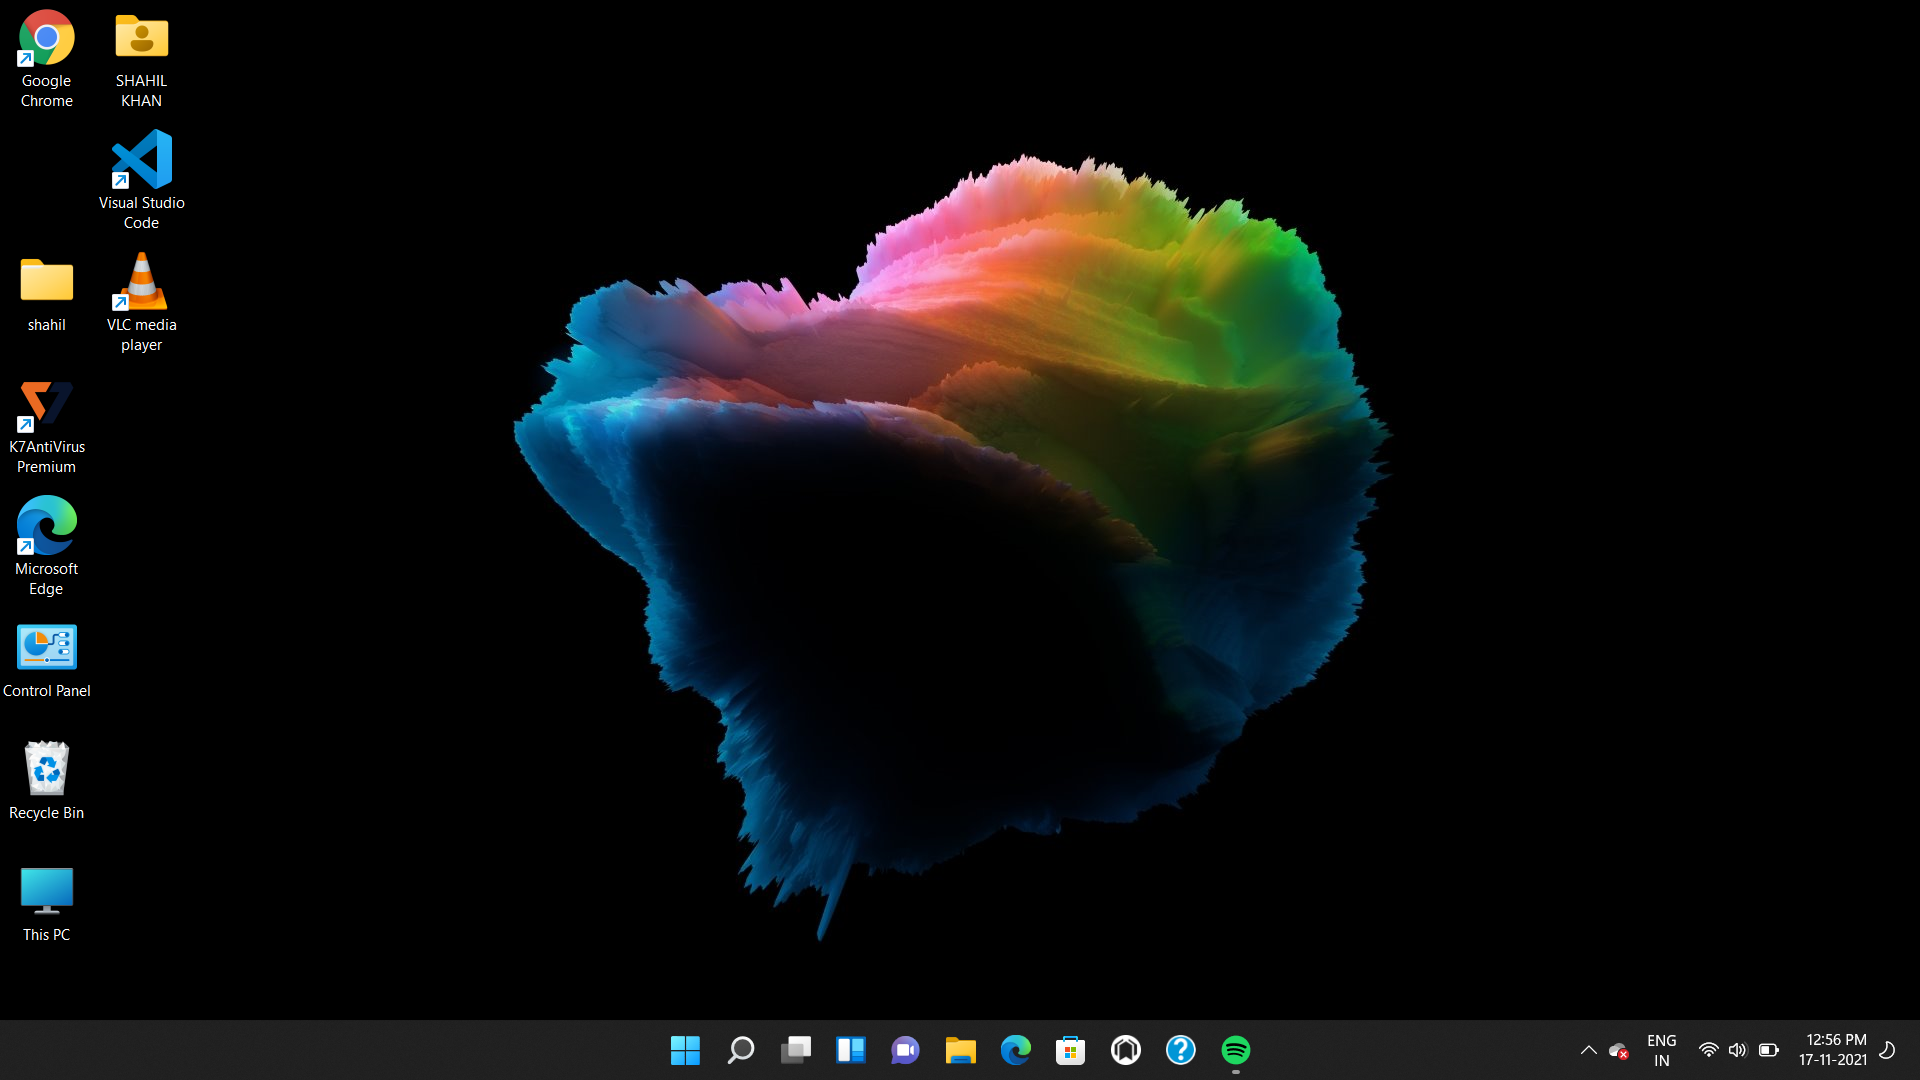 Google
Chrome
SHAHIL
KHAN
Visual Studio
Code
shahil
VLC media
player
K7AntiVirus
Premium
Microsoft
Edge
Control Panel
Recycle Bin
This PC
ENG
IN
12:56 PM
17-11-2021